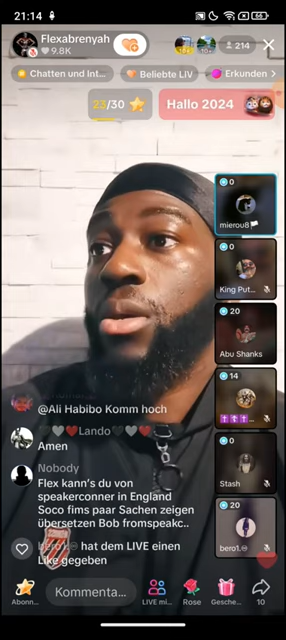 21:14
66
Flexabrenyah
9.8K
10+
214
Chatten und Int...
Beliebte LIV
Erkunden >
23/30
Hallo 2024
0
mierou8
0
King Put...
20
Abu Shanks
14
...
0
Stash
20
bero1.
@Ali Habibo Komm hoch
Lando
Amen
Nobody
Flex kann's du von
speakerconner in England
Soco fims paar Sachen zeigen
übersetzen Bob fromspeakc..
bero1. hat dem LIVE einen
Like gegeben
Abonn...
Kommenta...
LIVE mi...
Rose
Gesche...
10